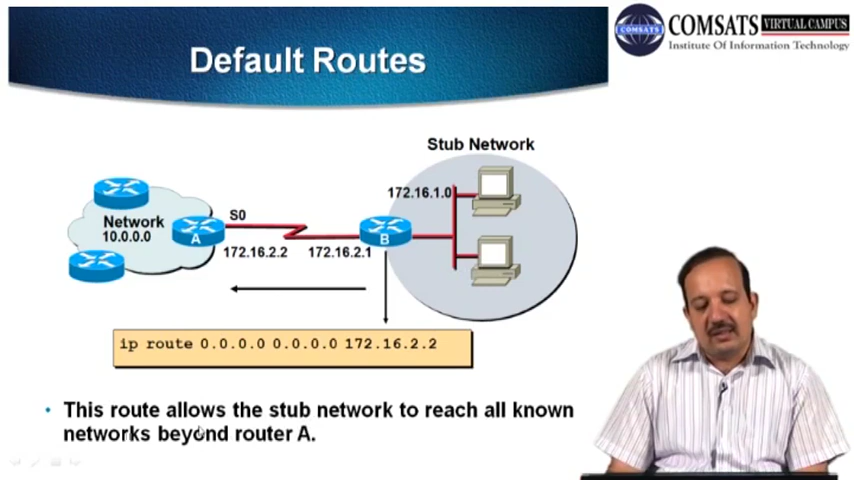 COMSATS VIRTUAL CAMPUS
COMSATS
Institute Of Information Technology
Default Routes
Stub Network
172.16.1.0
Network
10.0.0.0
A
S0
B
172.16.2.2
172.16.2.1
ip route 0.0.0.0 0.0.0.0 172.16.2.2
• This route allows the stub network to reach all known
networks beyond router A.